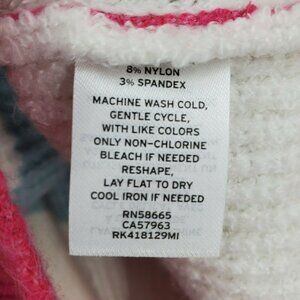 8% NYLON
3% SPANDEX
MACHINE WASH COLD,
GENTLE CYCLE,
WITH LIKE COLORS
ONLY NON-CHLORINE
BLEACH IF NEEDED
RESHAPE,
LAY FLAT TO DRY
COOL IRON IF NEEDED
RN58665
CA57963
RK418129MI